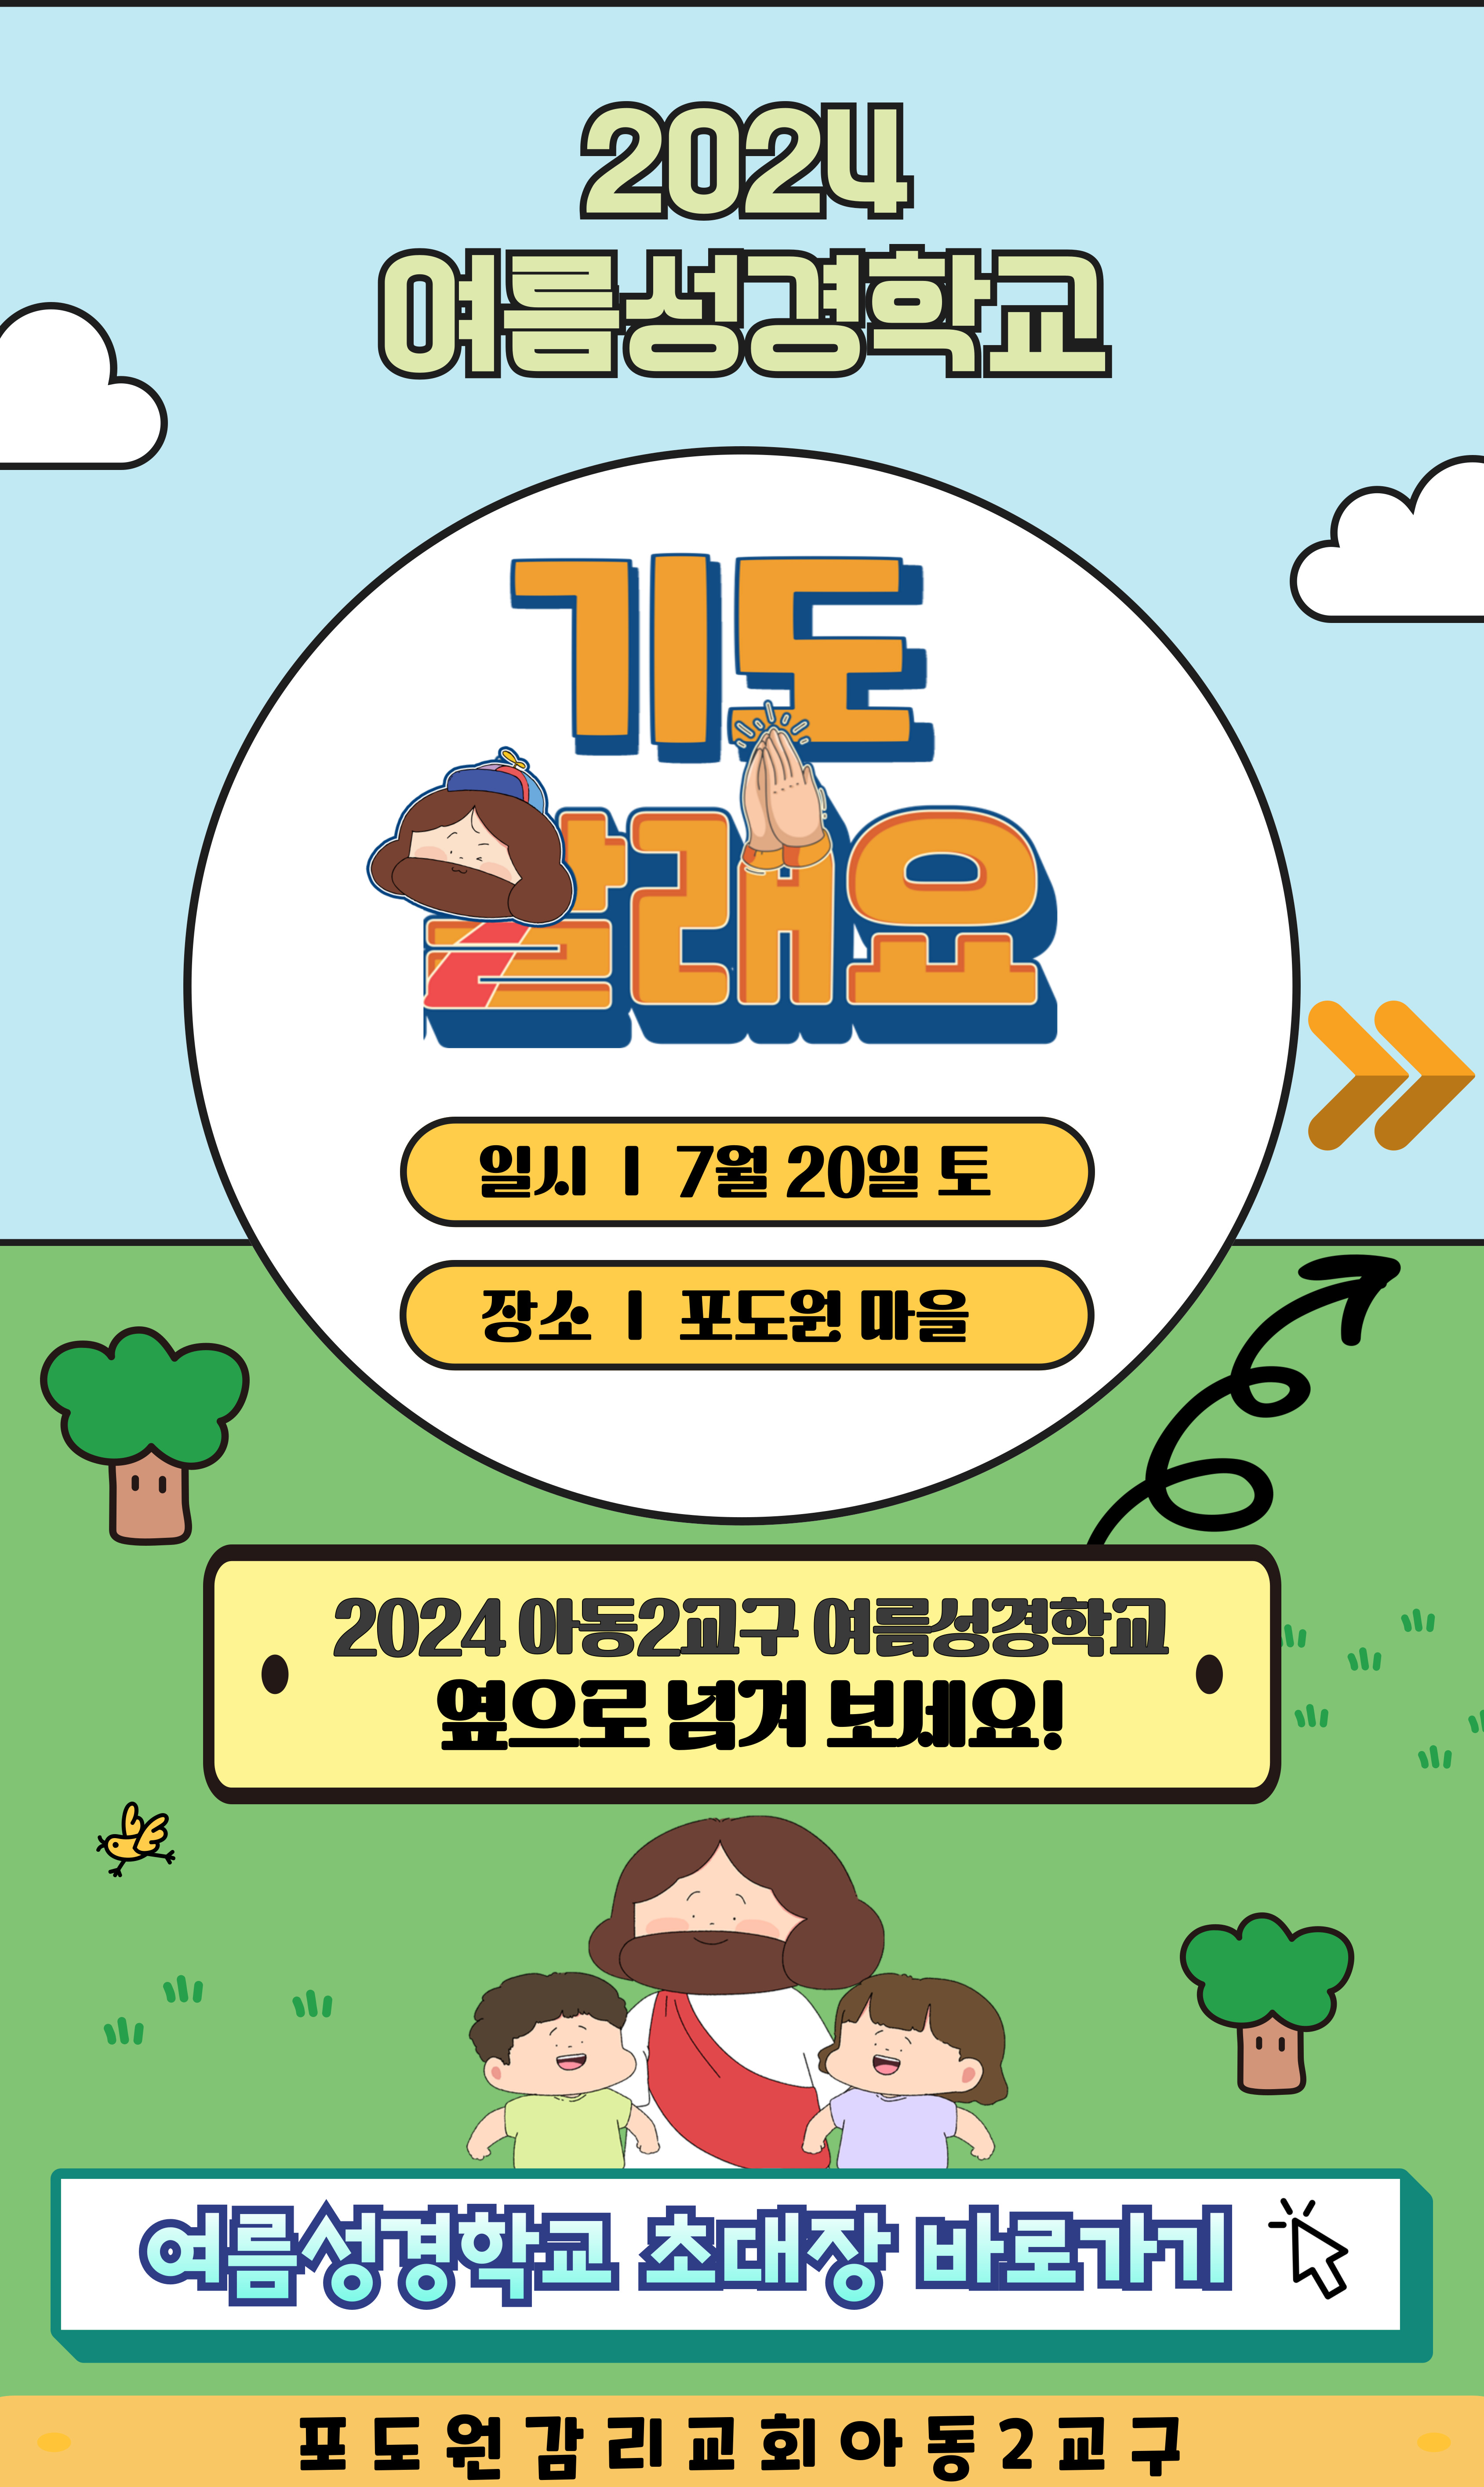 2024
여름성경학교
기도
할래요
일시 | 7월 20일 토
장소 | 포도원 마을
2024 아동2교구 여름성경학교
옆으로 넘겨 보세요!
여름성경학교 초대장 바로가기
포도원감리교회아동2교구